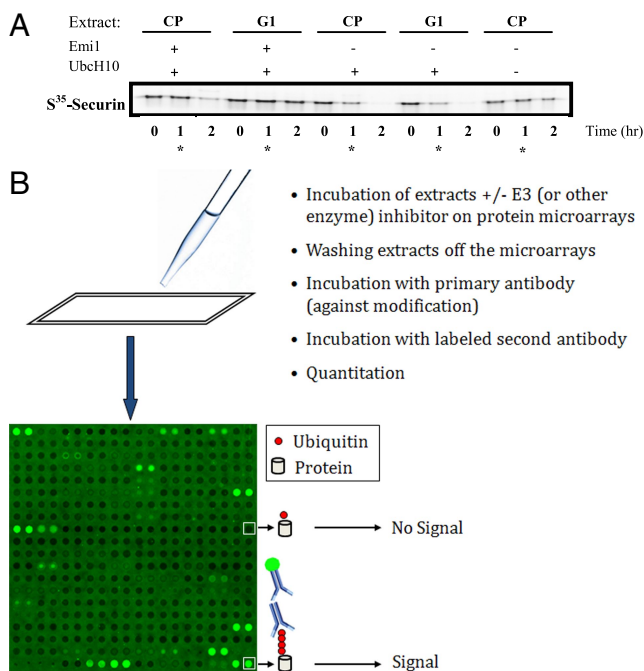 A
Extract: CP G1 CP G1 CP
Emi1 + + - - -
UbcH10 + + + + -
S³⁵-Securin
0 1 2 0 1 2 0 1 2 0 1 2 0 1 2 Time (hr)
* * * * *
B
• Incubation of extracts +/- E3 (or other
enzyme) inhibitor on protein microarrays
• Washing extracts off the microarrays
• Incubation with primary antibody
(against modification)
• Incubation with labeled second antibody
• Quantitation
Ubiquitin
Protein
No Signal
Signal